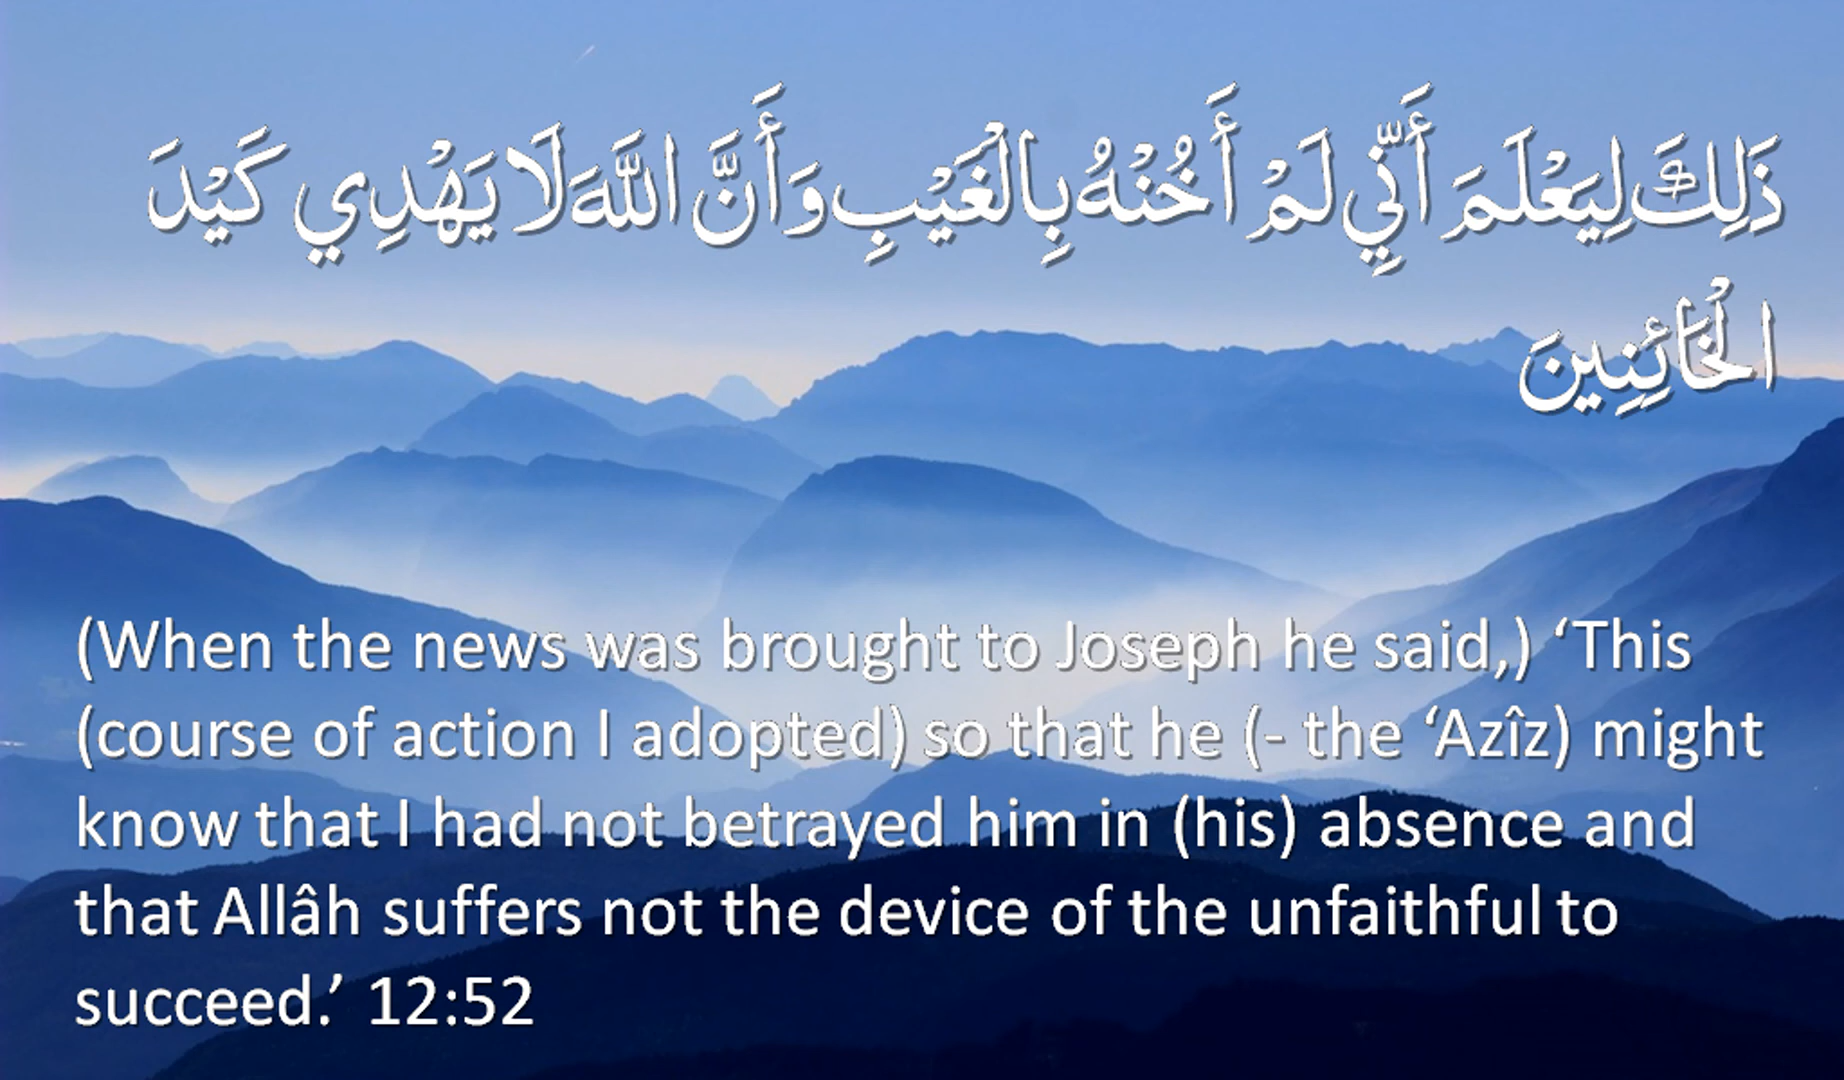 ذَلِكَ لِيَعْلَمَ أَنِّي لَمْ أَخُنْهُ بِالْغَيْبِ وَأَنَّ اللَّهَ لَا يَهْدِي كَيْدَ
الْخَائِنِينَ
(When the news was brought to Joseph he said,) ‘This
(course of action I adopted) so that he (- the ‘Azîz) might
know that I had not betrayed him in (his) absence and
that Allâh suffers not the device of the unfaithful to
succeed.’ 12:52